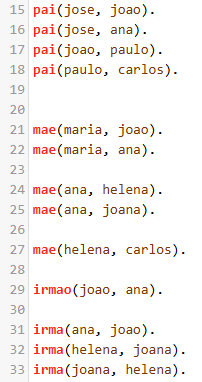 15 pai(jose, joao).
16 pai(jose, ana).
17 pai(joao, paulo).
18 pai(paulo, carlos).
19
20
21 mae(maria, joao).
22 mae(maria, ana).
23
24 mae(ana, helena).
25 mae(ana, joana).
26
27 mae(helena, carlos).
28
29 irmao(joao, ana).
30
31 irma(ana, joao).
32 irma(helena, joana).
33 irma(joana, helena).